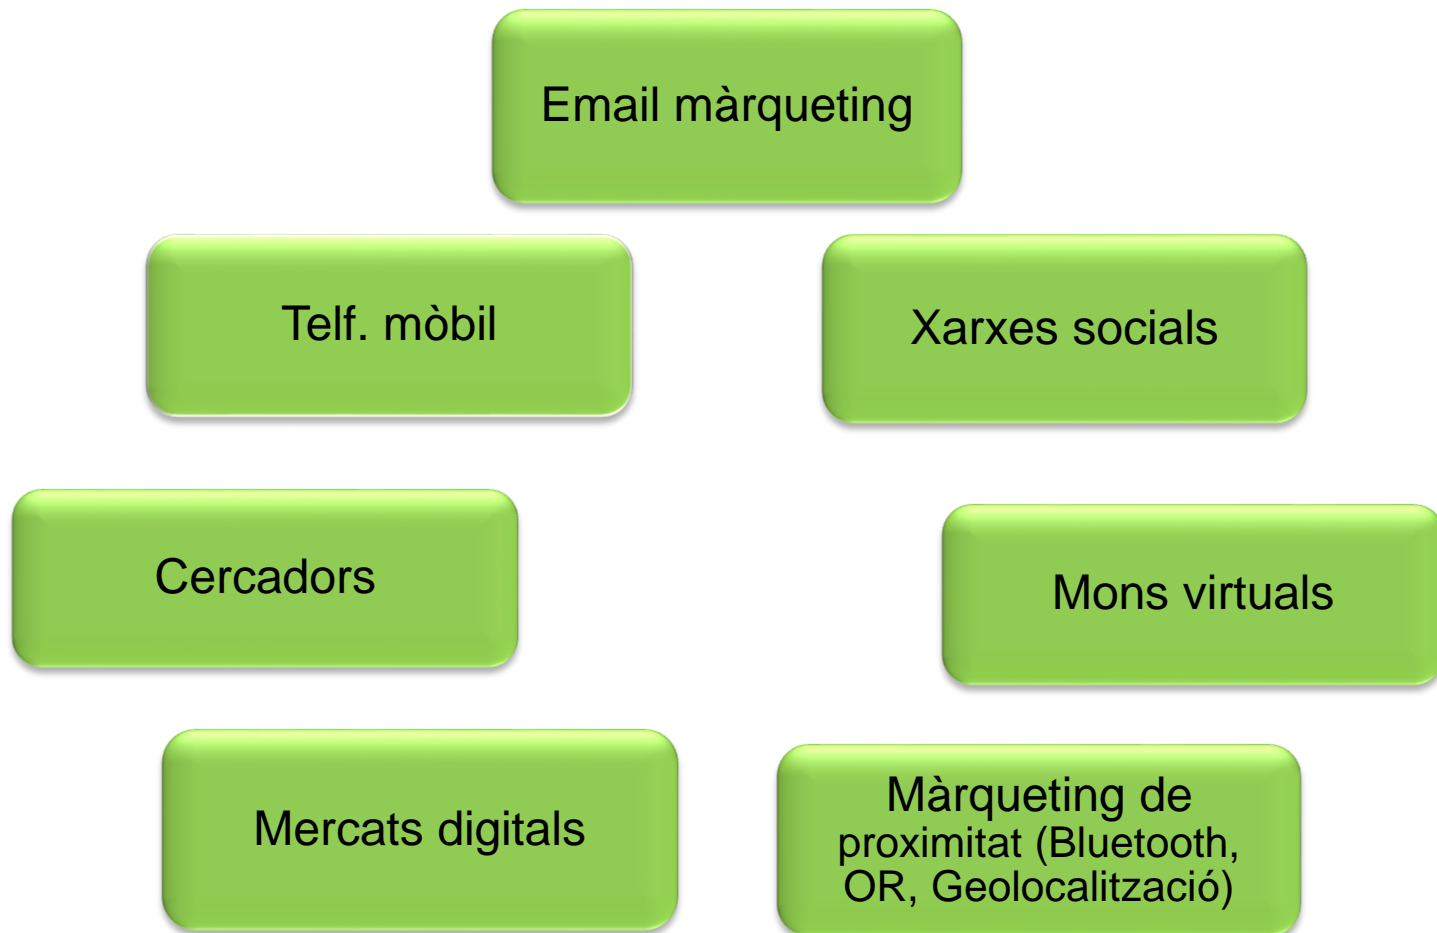 Email màrqueting
Telf. mòbil
Xarxes socials
Cercadors
Mons virtuals
Mercats digitals
Màrqueting de
proximitat (Bluetooth,
OR, Geolocalització)